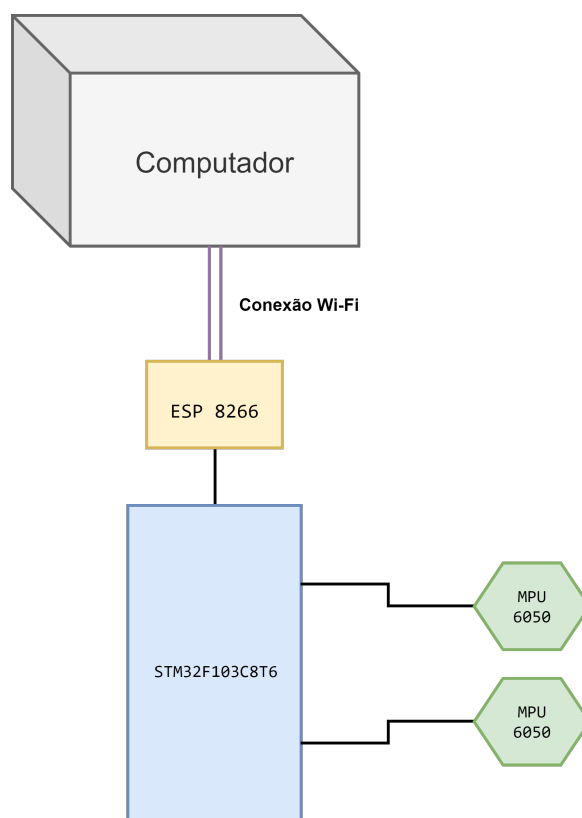 Computador
Conexão Wi-Fi
ESP 8266
MPU
6050
STM32F103C8T6
MPU
6050